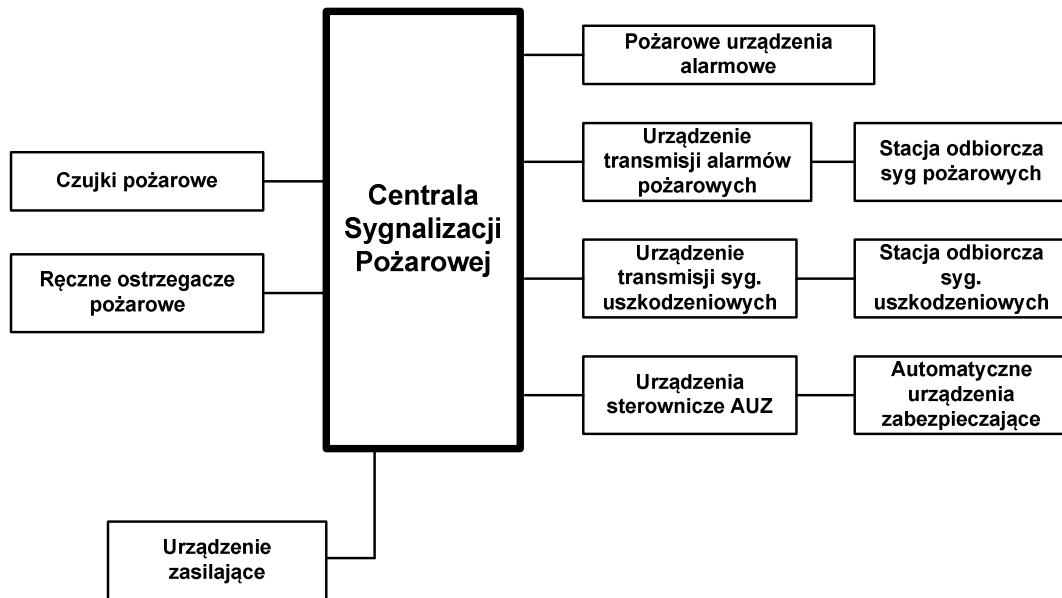 Pożarowe urządzenia
alarmowe
Urządzenie
transmisji alarmów
pożarowych
Stacja odbiorcza
syg pożarowych
Czujki pożarowe
Centrala
Sygnalizacji
Pożarowej
Ręczne ostrzegacze
pożarowe
Urządzenie
transmisji syg.
uszkodzeniowych
Stacja odbiorcza
syg.
uszkodzeniowych
Urządzenia
sterownicze AUZ
Automatyczne
urządzenia
zabezpieczające
Urządzenie
zasilające